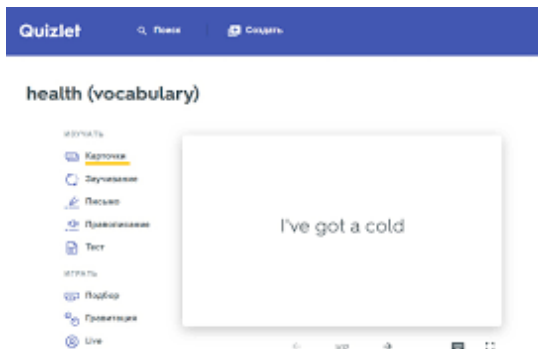 Quizlet
Поиск
Создать
health (vocabulary)
ИЗУЧАТЬ
Карточки
Заучивание
Письмо
Правописание
Тест
I've got a cold
ИГРАТЬ
Подбор
Гравитация
Live